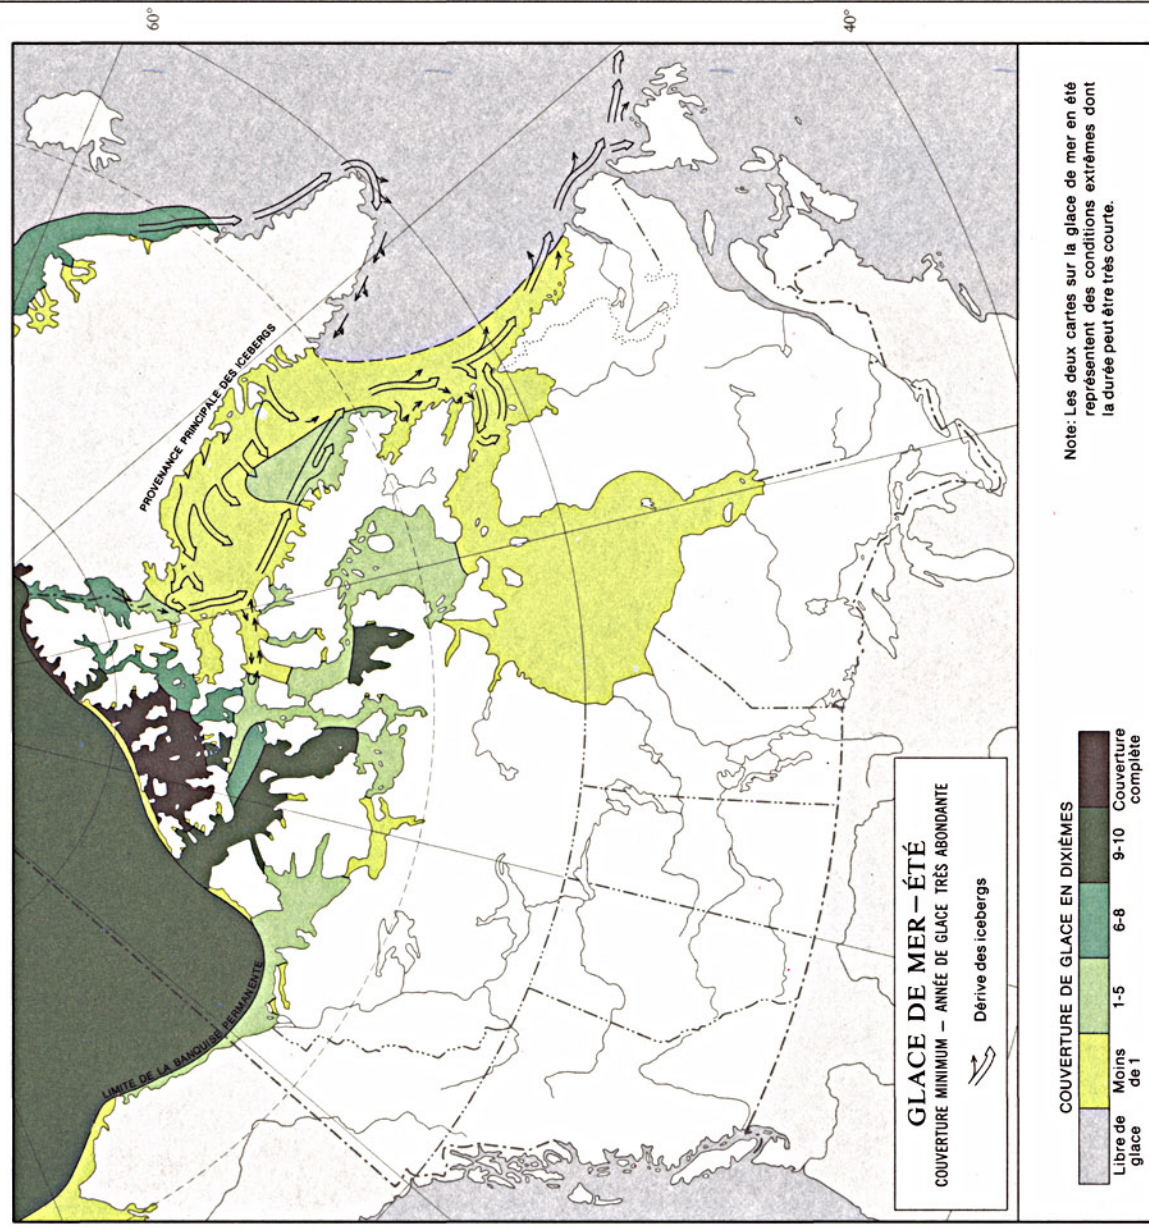 60°
40°
PROVENANCE PRINCIPALE DES ICEBERGS
LIMITE DE LA BANQUISE PERMANENTE
GLACE DE MER–ÉTÉ
COUVERTURE MINIMUM – ANNÉE DE GLACE TRÈS ABONDANTE
Dérive des icebergs
Note: Les deux cartes sur la glace de mer en été
représentent des conditions extrêmes dont
la durée peut être très courte.
COUVERTURE DE GLACE EN DIXIÈMES
Libre de
glace
Moins
de 1
1-5
6-8
9-10
Couverture
complète